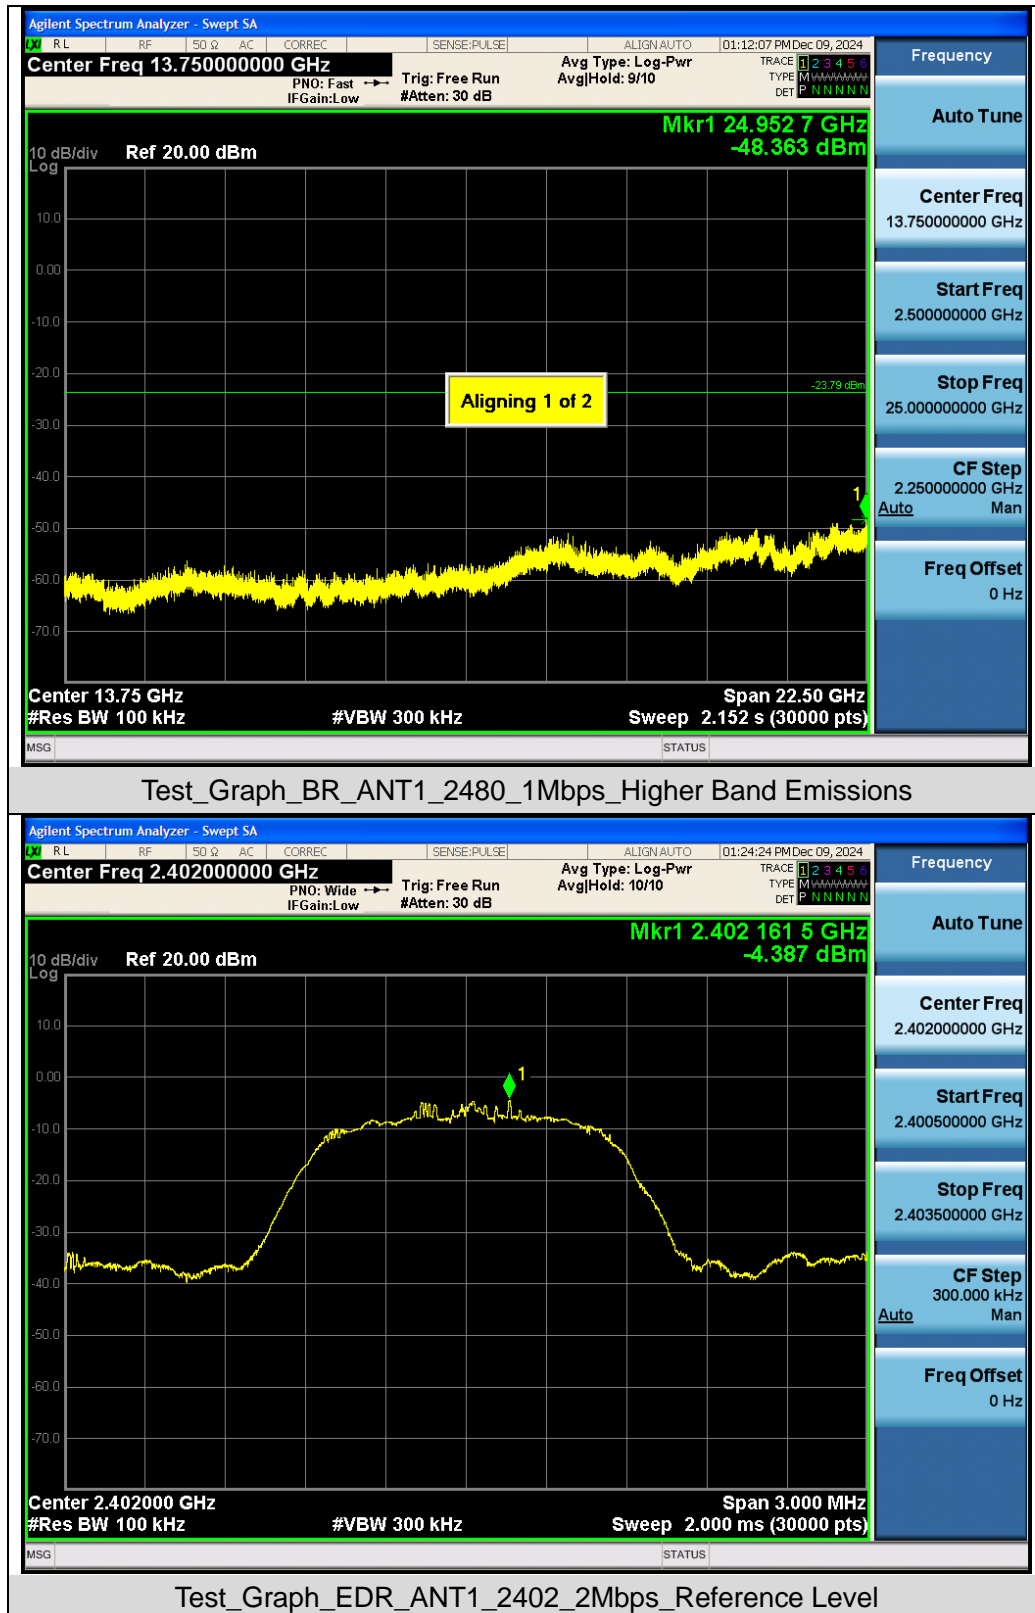 Agilent Spectrum Analyzer - Swept SA
LXI RL RF 50 Ω AC CORREC SENSE:PULSE ALIGN AUTO 01:12:07 PM Dec 09, 2024
Center Freq 13.750000000 GHz
PNO: Fast
IFGain:Low
Trig: Free Run
#Atten: 30 dB
Avg Type: Log-Pwr
Avg|Hold: 9/10
TRACE 1 2 3 4 5 6
TYPE M WWWWW
DET P N N N N N
Mkr1 24.952 7 GHz
-48.363 dBm
10 dB/div Ref 20.00 dBm
Log
10.0
0.00
-10.0
-20.0
-23.79 dBm
Aligning 1 of 2
-30.0
-40.0
1
-50.0
-60.0
-70.0
Center 13.75 GHz Span 22.50 GHz
#Res BW 100 kHz #VBW 300 kHz Sweep 2.152 s (30000 pts)
MSG STATUS
Frequency
Auto Tune
Center Freq
13.750000000 GHz
Start Freq
2.500000000 GHz
Stop Freq
25.000000000 GHz
CF Step
2.250000000 GHz
Auto Man
Freq Offset
0 Hz
Test_Graph_BR_ANT1_2480_1Mbps_Higher Band Emissions
Agilent Spectrum Analyzer - Swept SA
LXI RL RF 50 Ω AC CORREC SENSE:PULSE ALIGN AUTO 01:24:24 PM Dec 09, 2024
Center Freq 2.402000000 GHz
PNO: Wide
IFGain:Low
Trig: Free Run
#Atten: 30 dB
Avg Type: Log-Pwr
Avg|Hold: 10/10
TRACE 1 2 3 4 5 6
TYPE M WWWWW
DET P N N N N N
Mkr1 2.402 161 5 GHz
-4.387 dBm
10 dB/div Ref 20.00 dBm
Log
10.0
0.00
1
-10.0
-20.0
-30.0
-40.0
-50.0
-60.0
-70.0
Center 2.402000 GHz Span 3.000 MHz
#Res BW 100 kHz #VBW 300 kHz Sweep 2.000 ms (30000 pts)
MSG STATUS
Frequency
Auto Tune
Center Freq
2.402000000 GHz
Start Freq
2.400500000 GHz
Stop Freq
2.403500000 GHz
CF Step
300.000 kHz
Auto Man
Freq Offset
0 Hz
Test_Graph_EDR_ANT1_2402_2Mbps_Reference Level